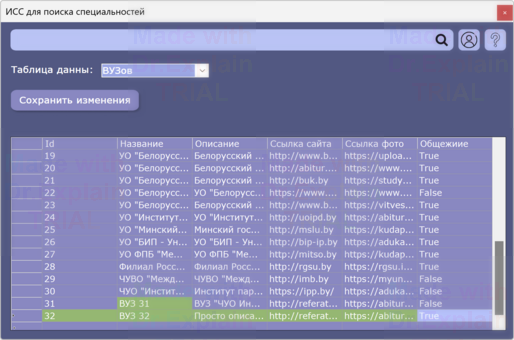 ИСС для поиска специальностей
Таблица данны: ВУЗов
Сохранить изменения
Id Название Описание Ссылка сайта Ссылка фото Общежиие
19 УО "Белорусс... Белорусский ... http://www.b... https://uploa... True
20 УО "Белорусс... Белорусский ... http://abitur.... https://www.... True
21 УО "Белорусс... Белорусский ... http://buk.by https://study... True
22 УО "Белорусс... УО "Белорусс... https://www.... https://www.... False
23 УО "Белорусс... УО "Белорусс... http://www.b... https://vitves... True
24 УО "Институт... УО "Институт... http://uoipd.by https://abitur... True
25 УО "Минский... Минский гос... http://mslu.by https://kudap... True
26 УО "БИП - Ун... УО "БИП - Ун... http://bip-ip.by https://aduka... True
27 УО ФПБ "Ме... УО ФПБ "Ме... http://mitso.by https://kudap... True
28 Филиал Росс... Филиал Росс... http://rgsu.by https://rgsu.i... True
29 ЧУВО "Межд... ЧУВО "Межд... http://imb.by https://myun... False
30 ЧУО "Инстит... Институт пар... https://ipp.by/ https://aduka... False
31 ВУЗ 31 ВУЗ "ЧУО Ин... http://referat... https://abitur... False
32 ВУЗ 32 Просто описа... http://referat... https://abitur... True